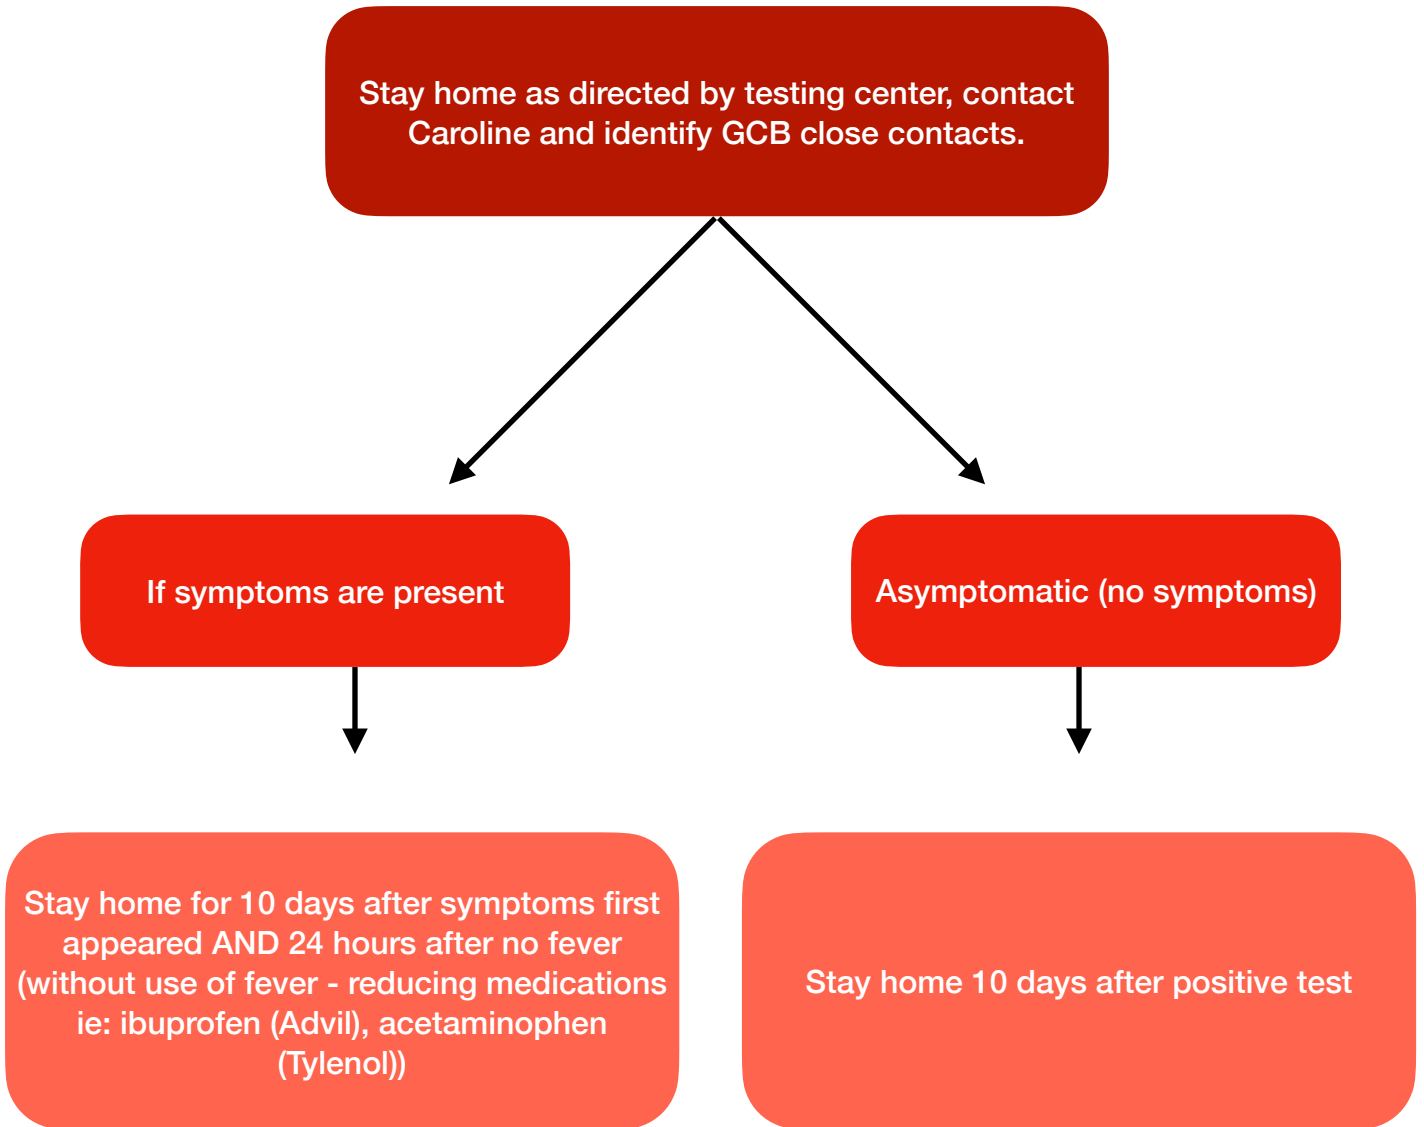 Stay home as directed by testing center, contact
Caroline and identify GCB close contacts.
If symptoms are present
Asymptomatic (no symptoms)
Stay home for 10 days after symptoms first
appeared AND 24 hours after no fever
(without use of fever - reducing medications
ie: ibuprofen (Advil), acetaminophen
(Tylenol))
Stay home 10 days after positive test